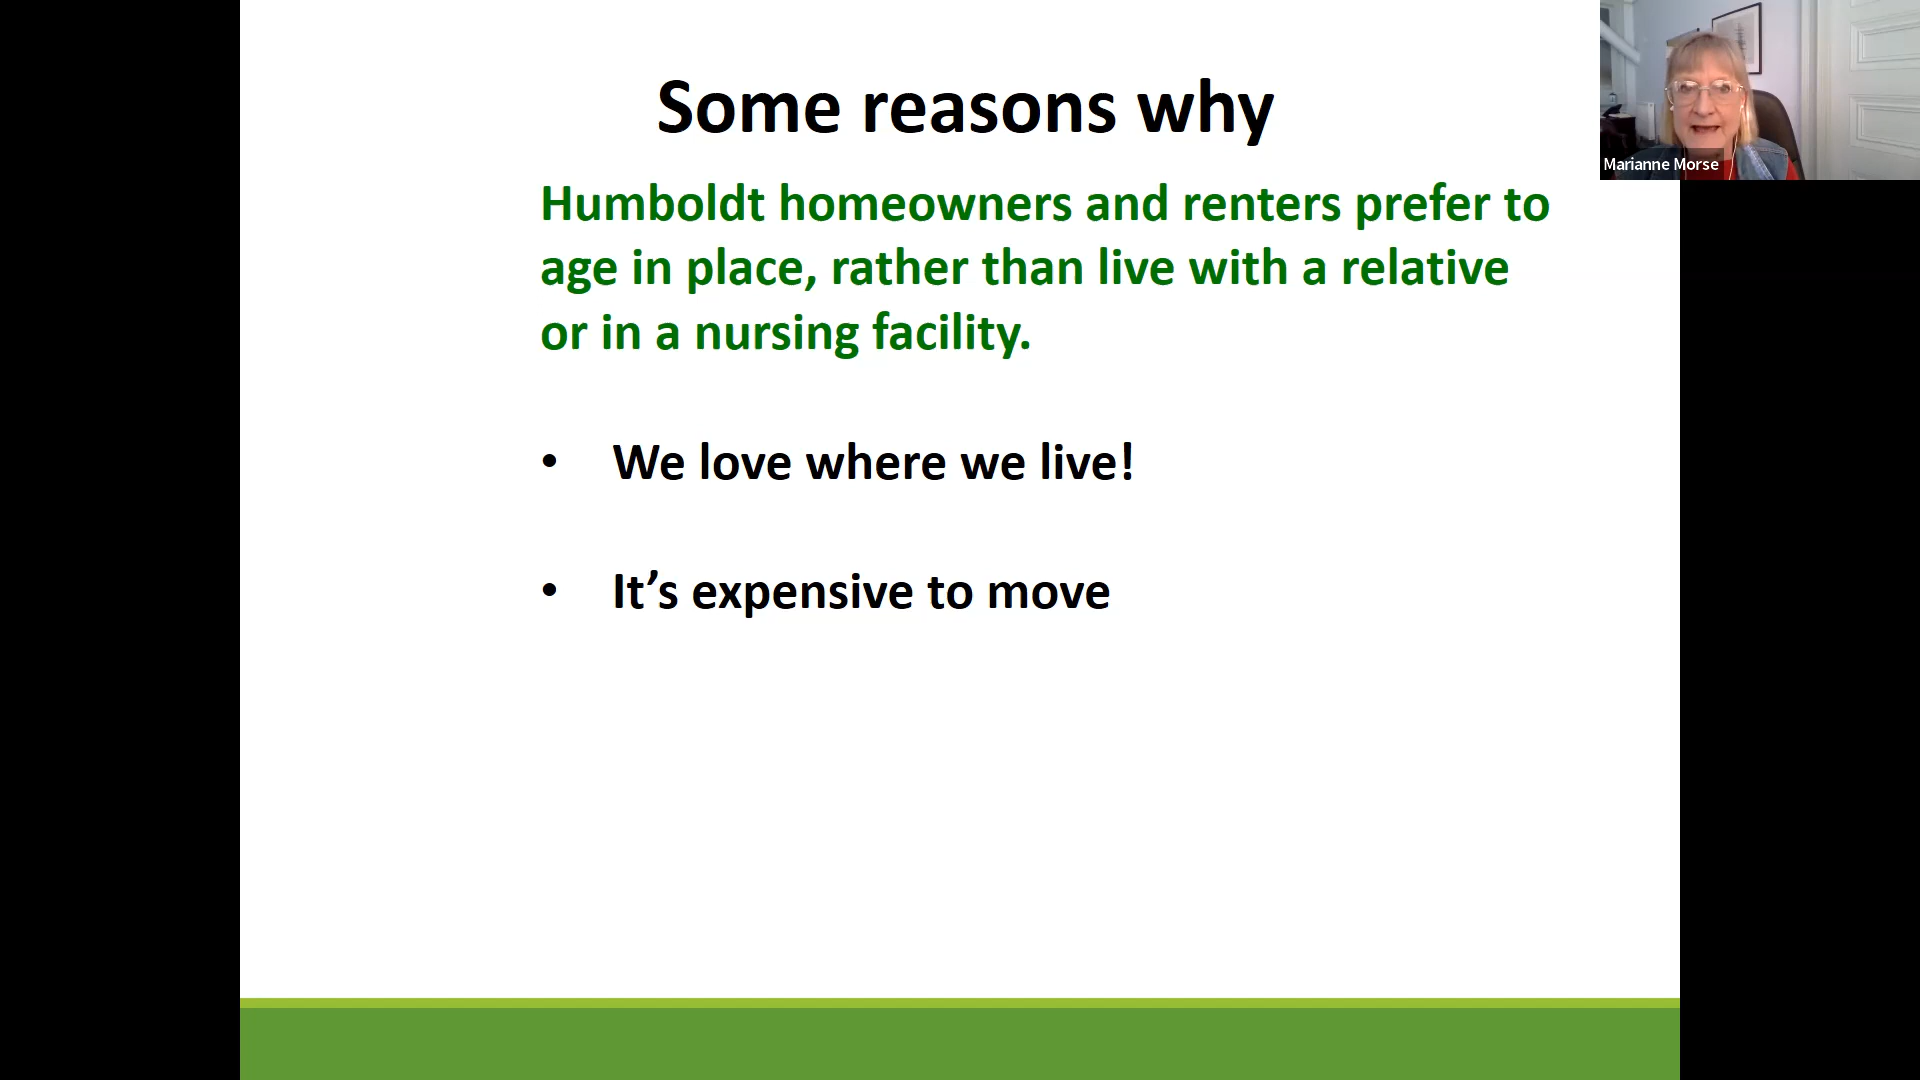 Some reasons why
Marianne Morse
Humboldt homeowners and renters prefer to
age in place, rather than live with a relative
or in a nursing facility.
• We love where we live!
• It’s expensive to move